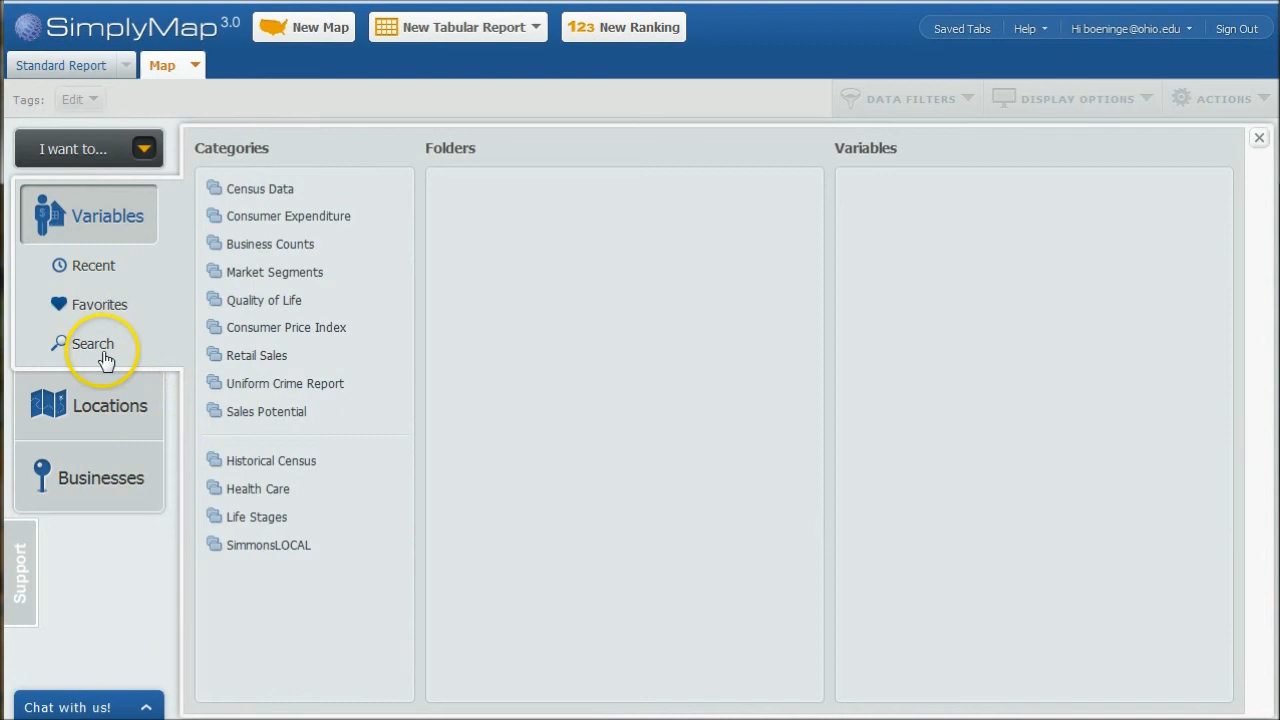 SimplyMap 3.0
New Map
New Tabular Report
123 New Ranking
Saved Tabs
Help
Hi boeninge@ohio.edu
Sign Out
Standard Report
Map
Tags:
Edit
DATA FILTERS
DISPLAY OPTIONS
ACTIONS
I want to...
Variables
Recent
Favorites
Search
Locations
Businesses
Support
Chat with us!
Categories
Census Data
Consumer Expenditure
Business Counts
Market Segments
Quality of Life
Consumer Price Index
Retail Sales
Uniform Crime Report
Sales Potential
Historical Census
Health Care
Life Stages
SimmonsLOCAL
Folders
Variables